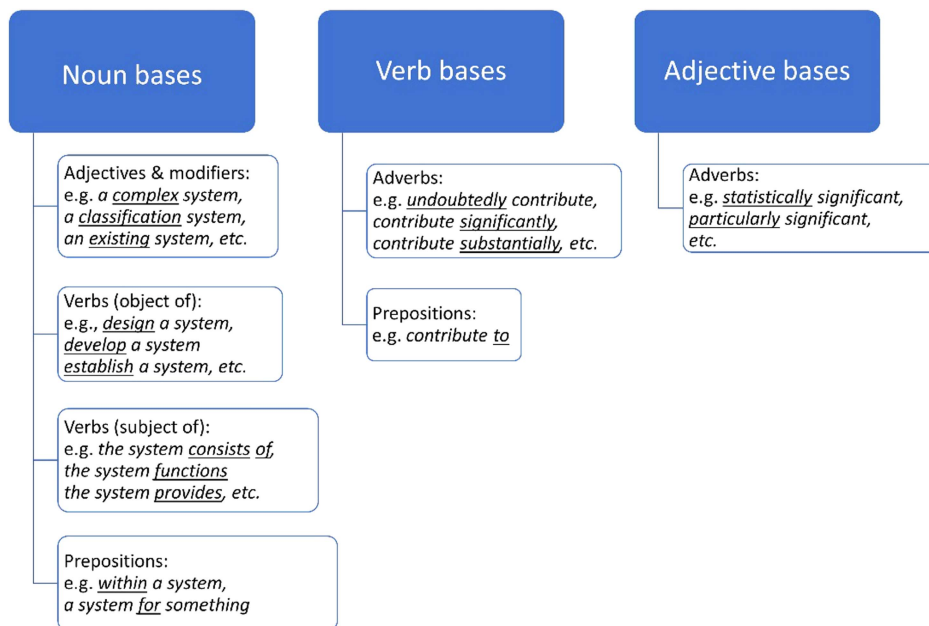 Noun bases
Adjectives & modifiers:
e.g. a complex system,
a classification system,
an existing system, etc.
Verbs (object of):
e.g., design a system,
develop a system
establish a system, etc.
Verbs (subject of):
e.g. the system consists of,
the system functions
the system provides, etc.
Prepositions:
e.g. within a system,
a system for something
Verb bases
Adverbs:
e.g. undoubtedly contribute,
contribute significantly,
contribute substantially, etc.
Prepositions:
e.g. contribute to
Adjective bases
Adverbs:
e.g. statistically significant,
particularly significant,
etc.